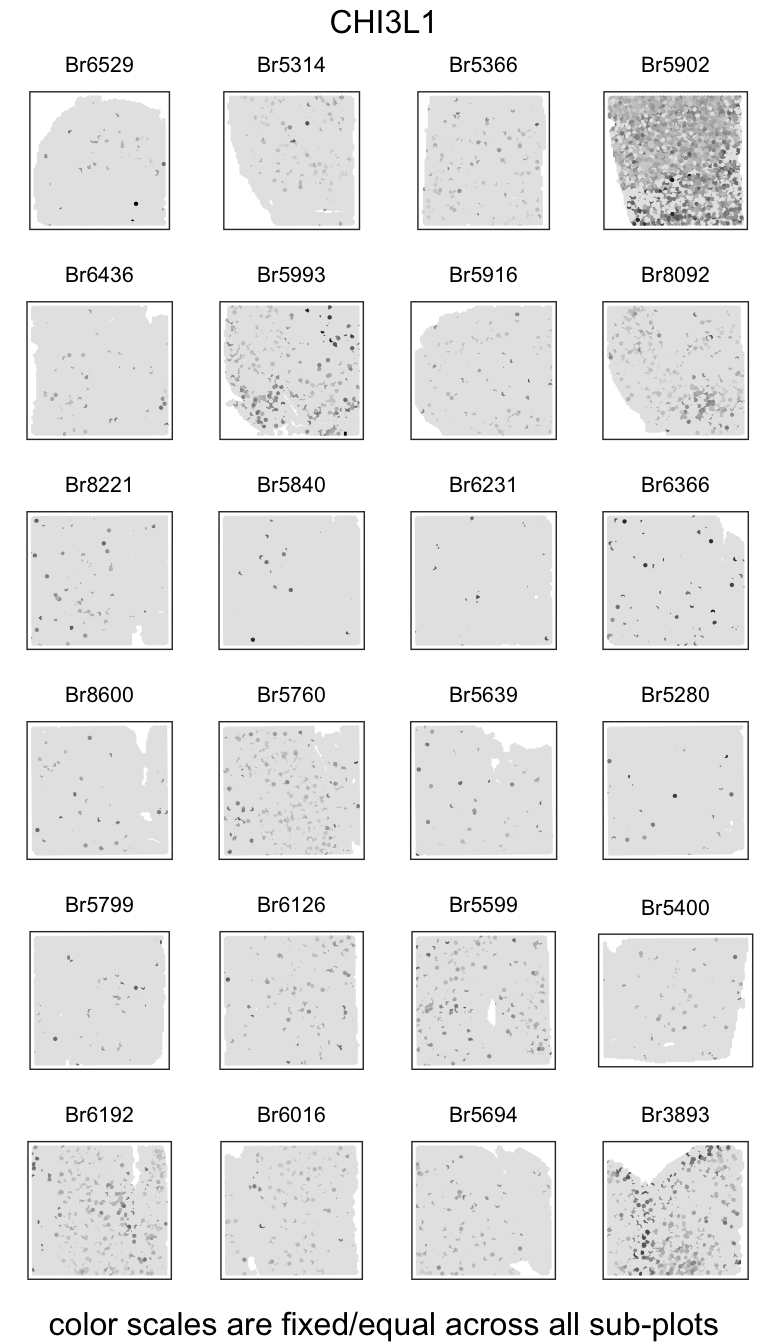 CHI3L1
Br6529 Br5314 Br5366 Br5902
Br6436 Br5993 Br5916 Br8092
Br8221 Br5840 Br6231 Br6366
Br8600 Br5760 Br5639 Br5280
Br5799 Br6126 Br5599 Br5400
Br6192 Br6016 Br5694 Br3893
color scales are fixed/equal across all sub-plots